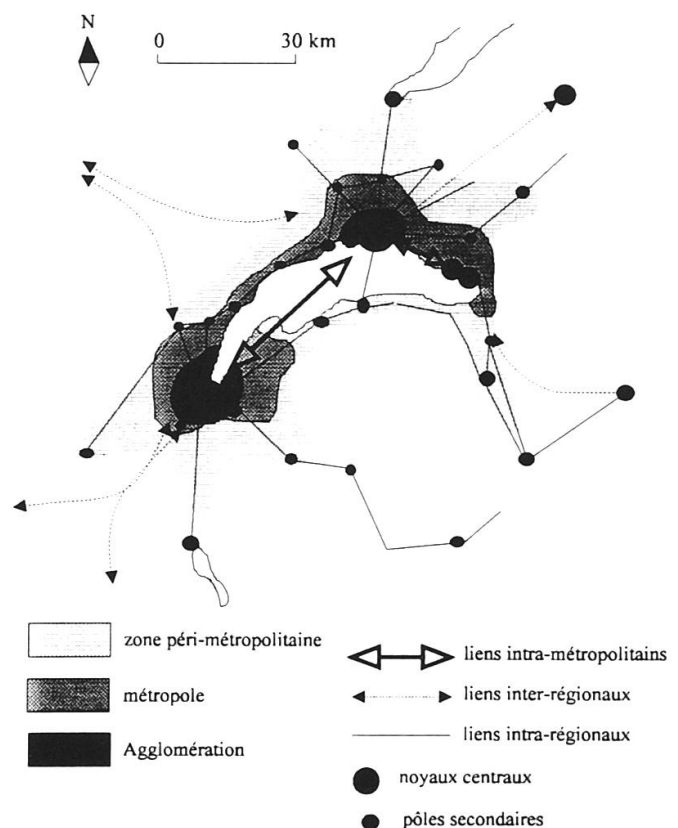 N
0 30 km
zone péri-métropolitaine
métropole
Agglomération
liens intra-métropolitains
liens inter-régionaux
liens intra-régionaux
noyaux centraux
pôles secondaires